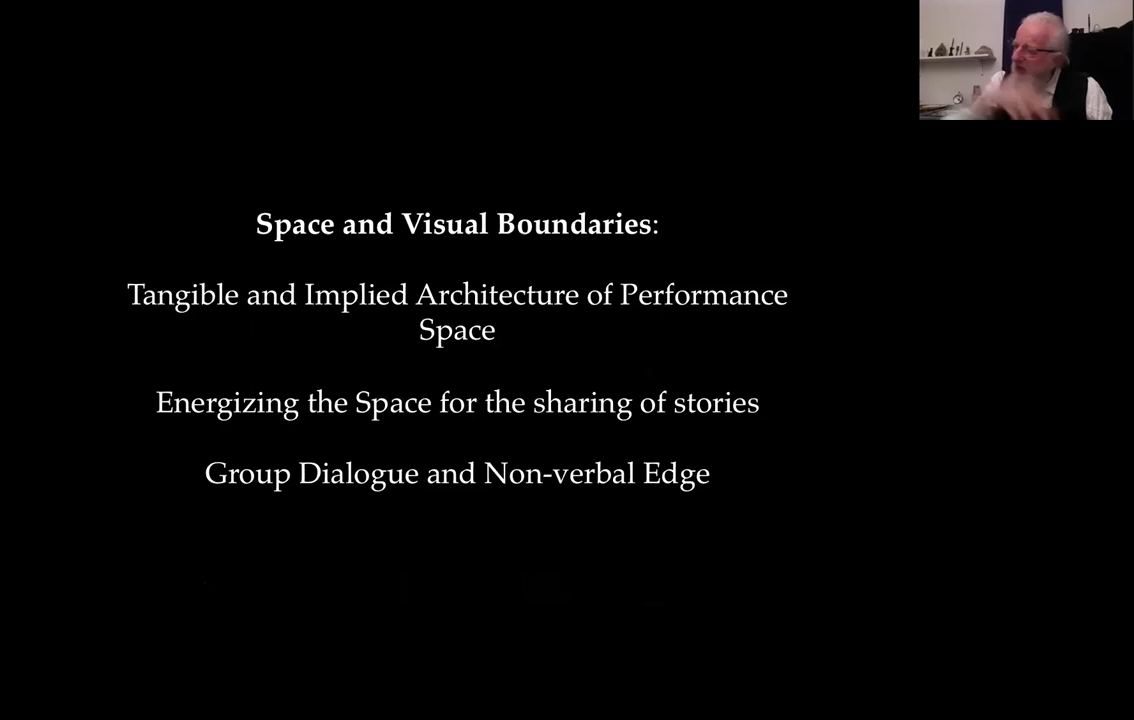 Space and Visual Boundaries:
Tangible and Implied Architecture of Performance
Space
Energizing the Space for the sharing of stories
Group Dialogue and Non-verbal Edge